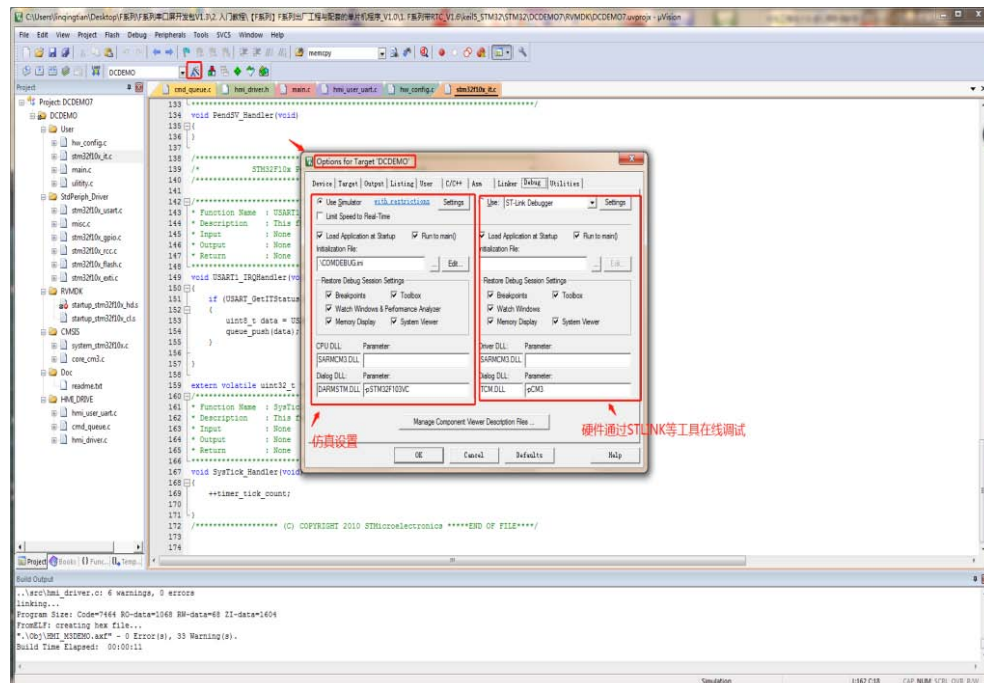 C:\Users\linqingtian\Desktop\F系列\F系列串口屏开发包V1.3\2. 入门教程\【F系列】F系列出厂工程与配套的单片机程序_V1.0\3. F系列带RTC_V1.6\keil5_STM32\STM32\DCDEMO7\RVMDK\DCDEMO7.uvprojx - µVision
File Edit View Project Flash Debug Peripherals Tools SVCS Window Help
memcpy
DCDEMO
Project
cmd_queue.c hmi_driver.h main.c hmi_user_uart.c hw_config.c stm32f10x_it.c
Project: DCDEMO7
DCDEMO
User
hw_config.c
stm32f10x_it.c
main.c
ulitity.c
StdPeriph_Driver
stm32f10x_usart.c
misc.c
stm32f10x_gpio.c
stm32f10x_rcc.c
stm32f10x_flash.c
stm32f10x_exti.c
RVMDK
startup_stm32f10x_hd.s
startup_stm32f10x_cl.s
CMSIS
system_stm32f10x.c
core_cm3.c
Doc
readme.txt
HMI_DRIVE
hmi_user_uart.c
cmd_queue.c
hmi_driver.c
Project Books {} Func... Temp...
133
134 void PendSV_Handler(void)
135 {
136 }
137
138
139 /* STM32F10x P
140
141
142
143 * Function Name : USART1
144 * Description : This f
145 * Input : None
146 * Output : None
147 * Return : None
148
149 void USART1_IRQHandler(vo
150 {
151 if (USART_GetITStatus
152 {
153 uint8_t data = US
154 queue_push(data);
155 }
156
157 }
158
159 extern volatile uint32_t
160
161 * Function Name : SysTic
162 * Description : This f
163 * Input : None
164 * Output : None
165 * Return : None
166
167 void SysTick_Handler(void)
168 {
169 ++timer_tick_count;
170
171 }
172 /******************* (C) COPYRIGHT 2010 STMicroelectronics *****END OF FILE****/
173
174
Options for Target 'DCDEMO'
Device | Target | Output | Listing | User | C/C++ | Asm | Linker | Debug | Utilities
Use Simulator with restrictions Settings
Limit Speed to Real-Time
Load Application at Startup Run to main()
Initialization File:
.\COMDEBUG.ini ... Edit...
Restore Debug Session Settings
Breakpoints Toolbox
Watch Windows & Performance Analyzer
Memory Display System Viewer
CPU DLL: Parameter:
SARMCM3.DLL
Dialog DLL: Parameter:
DARMSTM.DLL -pSTM32F103VC
Use: ST-Link Debugger Settings
Load Application at Startup Run to main()
Initialization File:
... Edit...
Restore Debug Session Settings
Breakpoints Toolbox
Watch Windows
Memory Display System Viewer
Driver DLL: Parameter:
SARMCM3.DLL
Dialog DLL: Parameter:
TCM.DLL -pCM3
Manage Component Viewer Description Files ...
OK Cancel Defaults Help
仿真设置
硬件通过STLINK等工具在线调试
Build Output
..\src\hmi_driver.c: 6 warnings, 0 errors
linking...
Program Size: Code=7464 RO-data=1068 RW-data=68 ZI-data=1604
FromELF: creating hex file...
".\Obj\HMI_M3DEMO.axf" - 0 Error(s), 33 Warning(s).
Build Time Elapsed: 00:00:11
Simulation L:162 C:18 CAP NUM SCRL OVR R/W